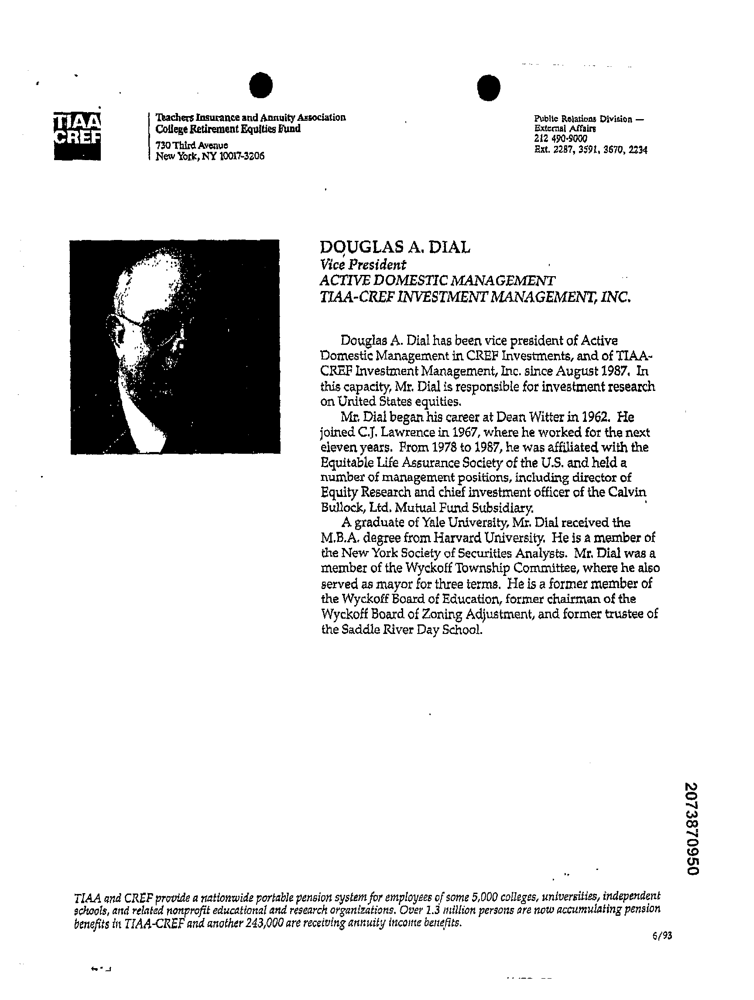 TIAA
CREF
Teachers Insurance and Annuity Association
College Retirement Equities Fund
730 Third Avenue
New York, NY 10017-3206
Public Relations Division —
External Affairs
212 490-9000
Ext. 2287, 3591, 3670, 2234
DOUGLAS A. DIAL
Vice President
ACTIVE DOMESTIC MANAGEMENT
TIAA-CREF INVESTMENT MANAGEMENT, INC.
Douglas A. Dial has been vice president of Active
Domestic Management in CREF Investments, and of TIAA-
CREF Investment Management, Inc. since August 1987. In
this capacity, Mr. Dial is responsible for investment research
on United States equities.
Mr. Dial began his career at Dean Witter in 1962. He
joined C.J. Lawrence in 1967, where he worked for the next
eleven years. From 1978 to 1987, he was affiliated with the
Equitable Life Assurance Society of the U.S. and held a
number of management positions, including director of
Equity Research and chief investment officer of the Calvin
Bullock, Ltd. Mutual Fund Subsidiary.
A graduate of Yale University, Mr. Dial received the
M.B.A. degree from Harvard University. He is a member of
the New York Society of Securities Analysts. Mr. Dial was a
member of the Wyckoff Township Committee, where he also
served as mayor for three terms. He is a former member of
the Wyckoff Board of Education, former chairman of the
Wyckoff Board of Zoning Adjustment, and former trustee of
the Saddle River Day School.
2073870950
TIAA and CREF provide a nationwide portable pension system for employees of some 5,000 colleges, universities, independent
schools, and related nonprofit educational and research organizations. Over 1.3 million persons are now accumulating pension
benefits in TIAA-CREF and another 243,000 are receiving annuity income benefits.
6/93